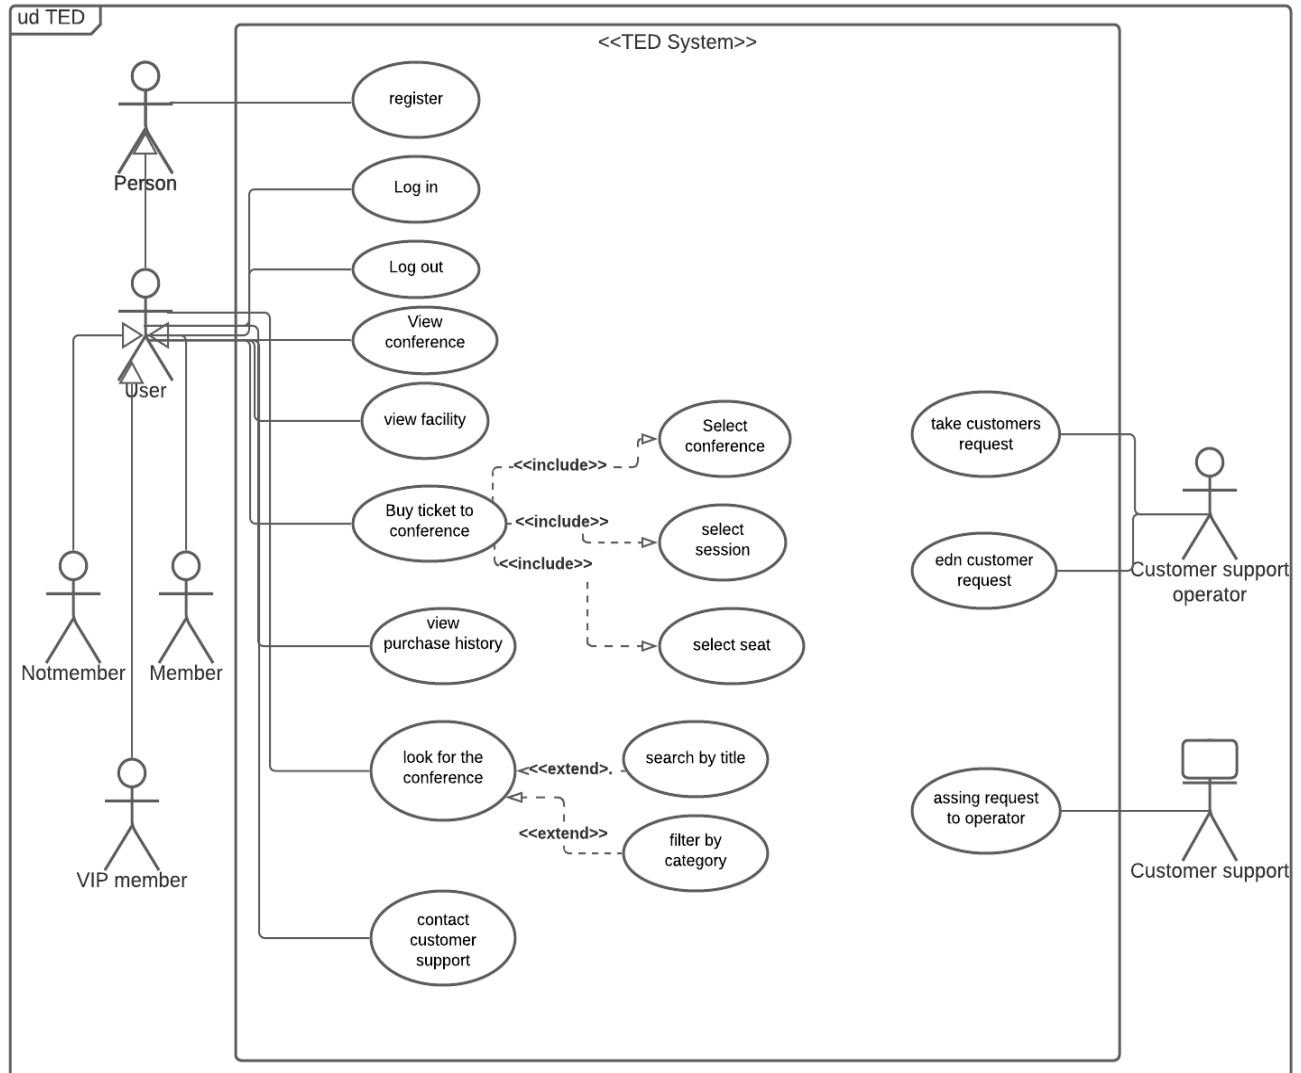 ud TED
<<TED System>>
Person
register
Log in
Log out
User
View
conference
view facility
Buy ticket to
conference
<<include>>
<<include>>
<<include>>
Select
conference
select
session
select seat
take customers
request
edn customer
request
Customer support
operator
Notmember
Member
view
purchase history
look for the
conference
<<extend>.
<<extend>>
search by title
filter by
category
assing request
to operator
Customer support
VIP member
contact
customer
support